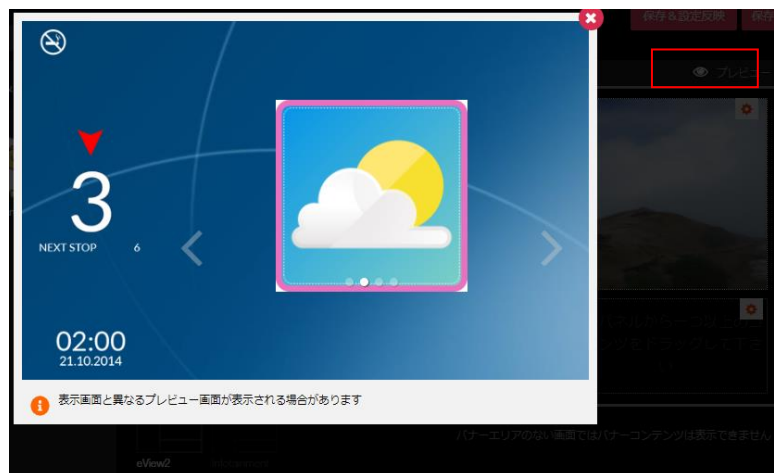 保存&設定反映
保存
プレビュー
3
NEXT STOP 6
02:00
21.10.2014
表示画面と異なるプレビュー画面が表示される場合があります
バナーエリアのない画面ではバナーコンテンツは表示できません
eView2